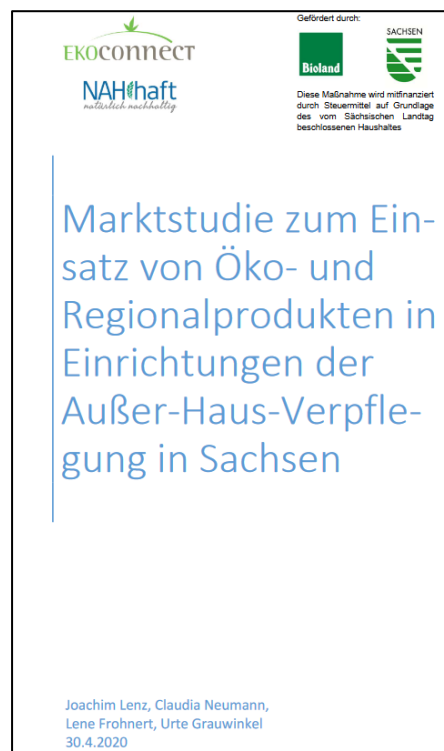 EKOCONNECT
NAHhaft
natürlich nachhaltig
Gefördert durch:
Bioland
SACHSEN
Diese Maßnahme wird mitfinanziert
durch Steuermittel auf Grundlage
des vom Sächsischen Landtag
beschlossenen Haushaltes
Marktstudie zum Ein-
satz von Öko- und
Regionalprodukten in
Einrichtungen der
Außer-Haus-Verpfle-
gung in Sachsen
Joachim Lenz, Claudia Neumann,
Lene Frohnert, Urte Grauwinkel
30.4.2020